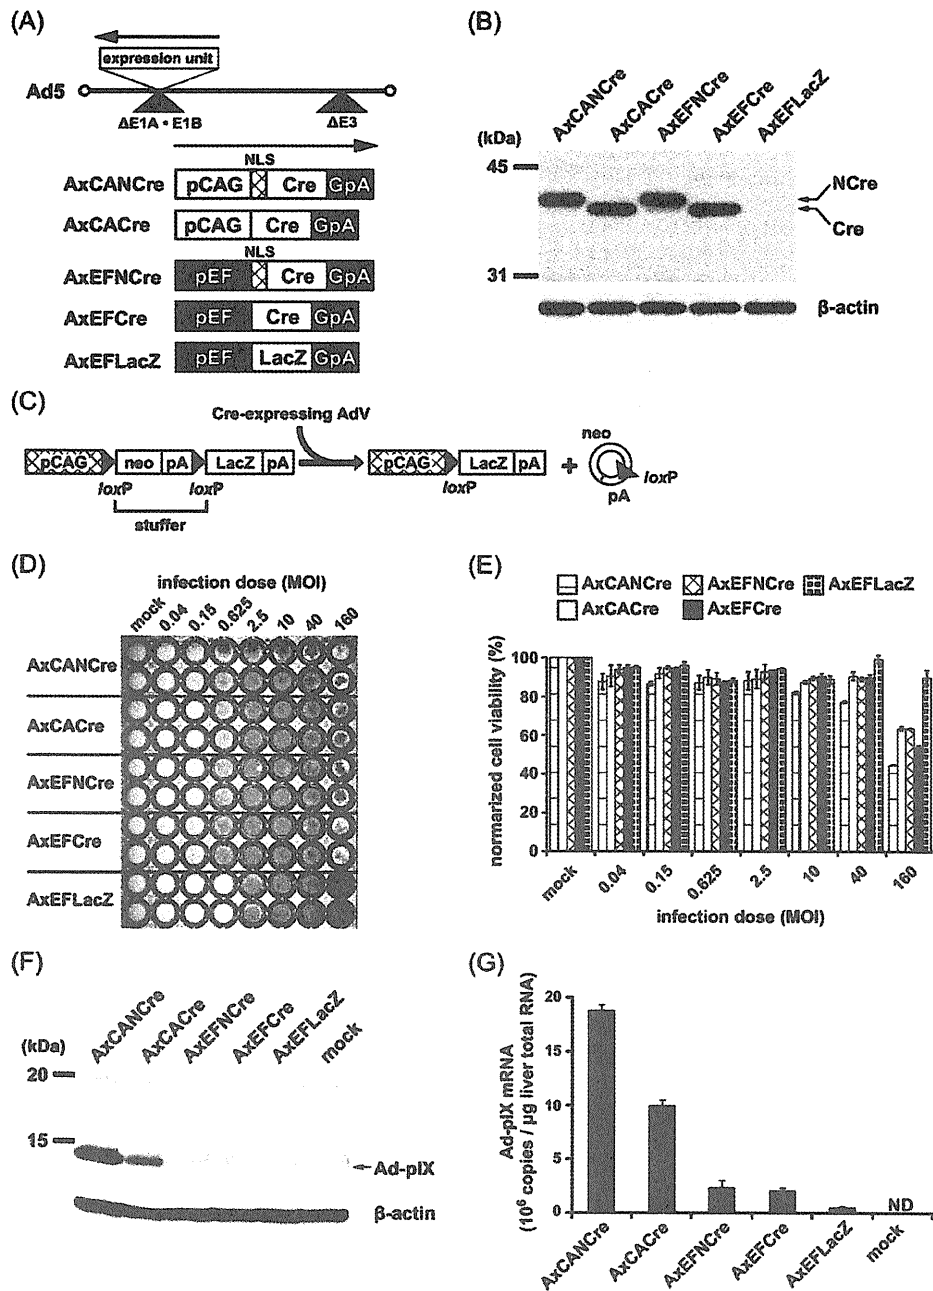 (A)
expression unit
Ad5
ΔE1A • E1B
ΔE3
NLS
AxCANCre
pCAG
Cre
GpA
AxCACre
pCAG
Cre
GpA
NLS
AxEFNCre
pEF
Cre
GpA
AxEFCre
pEF
Cre
GpA
AxEFLacZ
pEF
LacZ
GpA
(B)
AxCANCre
AxCACre
AxEFNCre
AxEFCre
AxEFLacZ
(kDa)
45
31
NCre
Cre
β-actin
(C)
Cre-expressing AdV
pCAG
neo
pA
LacZ
pA
loxP
loxP
stuffer
pCAG
LacZ
pA
loxP
+
neo
loxP
pA
(D)
infection dose (MOI)
mock
0.04
0.15
0.625
2.5
10
40
160
AxCANCre
AxCACre
AxEFNCre
AxEFCre
AxEFLacZ
(E)
AxCANCre
AxEFNCre
AxEFLacZ
AxCACre
AxEFCre
normarized cell viability (%)
100
80
60
40
20
0
mock
0.04
0.15
0.625
2.5
10
40
160
infection dose (MOI)
(F)
AxCANCre
AxCACre
AxEFNCre
AxEFCre
AxEFLacZ
mock
(kDa)
20
15
Ad-pIX
β-actin
(G)
Ad-pIX mRNA
(10⁶ copies / µg liver total RNA)
20
15
10
5
0
ND
AxCANCre
AxCACre
AxEFNCre
AxEFCre
AxEFLacZ
mock